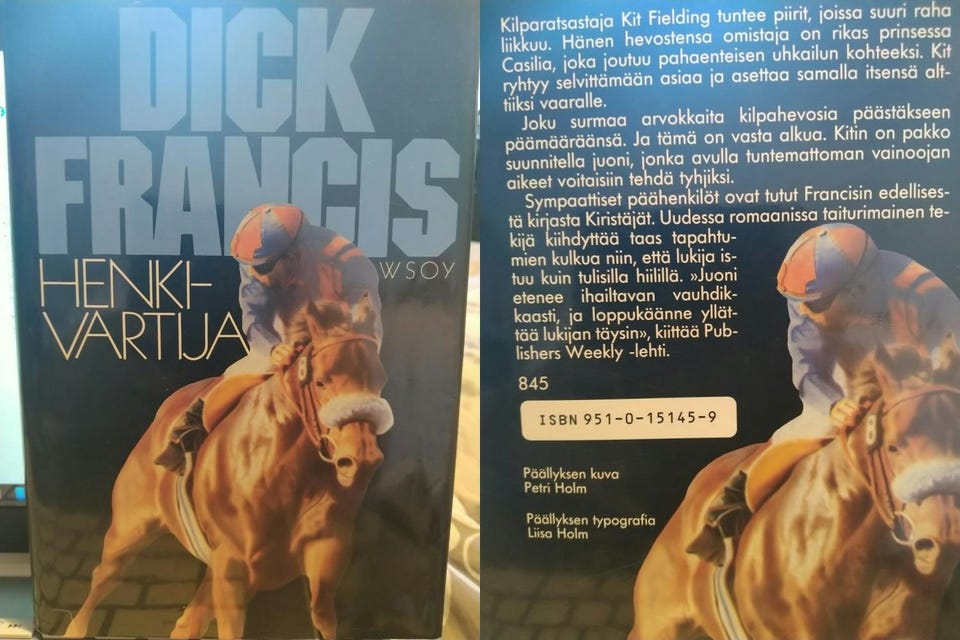 DICK
FRANCIS
WSOY
HENKI-
VARTIJA
Kilparatsastaja Kit Fielding tuntee piirit, joissa suuri raha
liikkuu. Hänen hevostensa omistaja on rikas prinsessa
Casilia, joka joutuu pahaenteisen uhkailun kohteeksi. Kit
ryhtyy selvittämään asiaa ja asettaa samalla itsensä alt-
tiiksi vaaralle.
Joku surmaa arvokkaita kilpahevosia päästäkseen
päämääräänsä. Ja tämä on vasta alkua. Kitin on pakko
suunnitella juoni, jonka avulla tuntemattoman vainoojan
aikeet voitaisiin tehdä tyhjiksi.
Sympaattiset päähenkilöt ovat tutut Francisin edellises-
tä kirjasta Kiristäjät. Uudessa romaanissa taiturimainen te-
kijä kiihdyttää taas tapahtu-
mien kulkua niin, että lukija is-
tuu kuin tulisilla hiilillä. »Juoni
etenee ihailtavan vauhdik-
kaasti, ja loppukäänne yllät-
tää lukijan täysin», kiittää Pub-
lishers Weekly -lehti.
845
ISBN 951-0-15145-9
Päällyksen kuva
Petri Holm
Päällyksen typografia
Liisa Holm